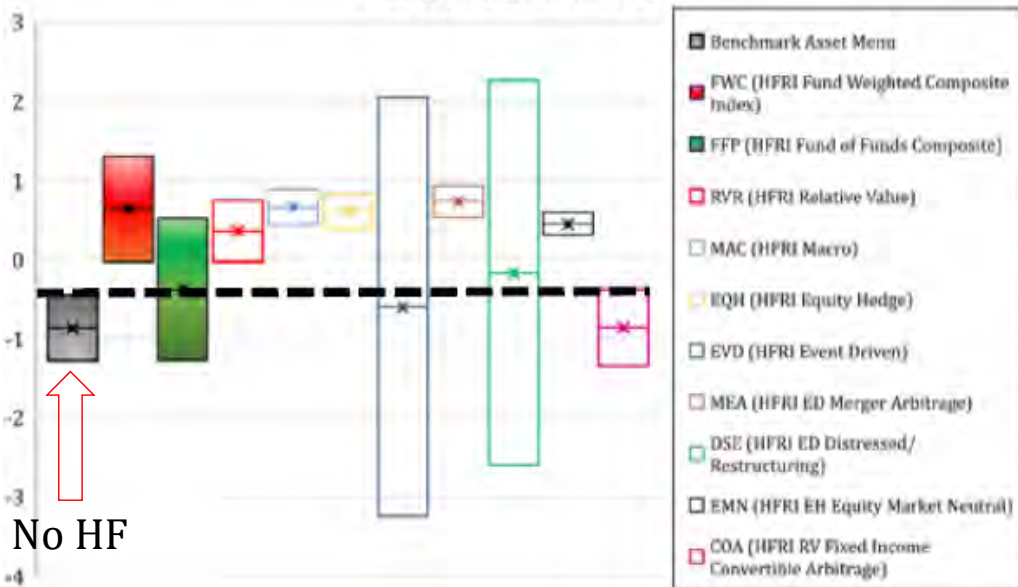 3
2
1
0
-1
-2
-3
-4
No HF
Benchmark Asset Menu
FWC (HFRI Fund Weighted Composite
Index)
FFP (HFRI Fund of Funds Composite)
RVR (HFRI Relative Value)
MAC (HFRI Macro)
EQH (HFRI Equity Hedge)
EVD (HFRI Event Driven)
MEA (HFRI ED Merger Arbitrage)
DSE (HFRI ED Distressed/
Restructuring)
EMN (HFRI EH Equity Market Neutral)
COA (HFRI RV Fixed Income
Convertible Arbitrage)